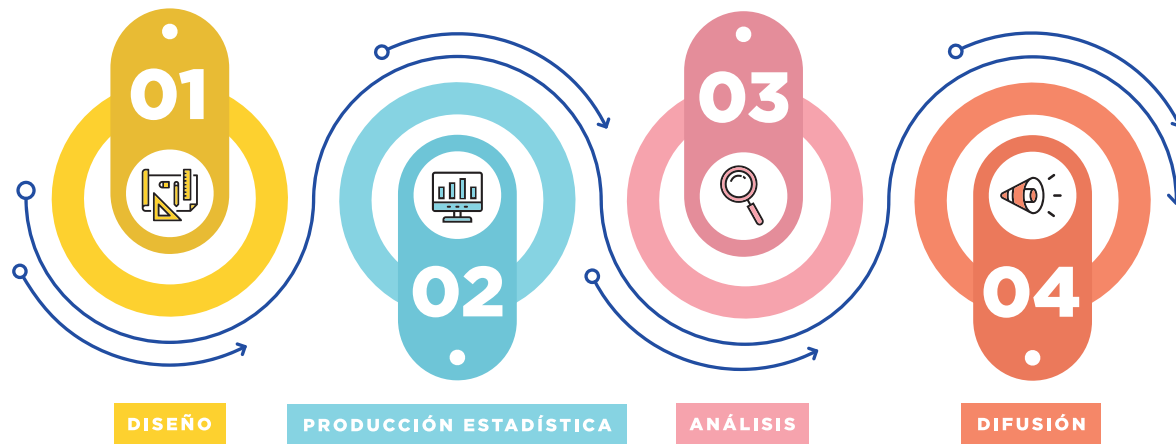 01
02
03
04
DISEÑO
PRODUCCIÓN ESTADÍSTICA
ANÁLISIS
DIFUSIÓN